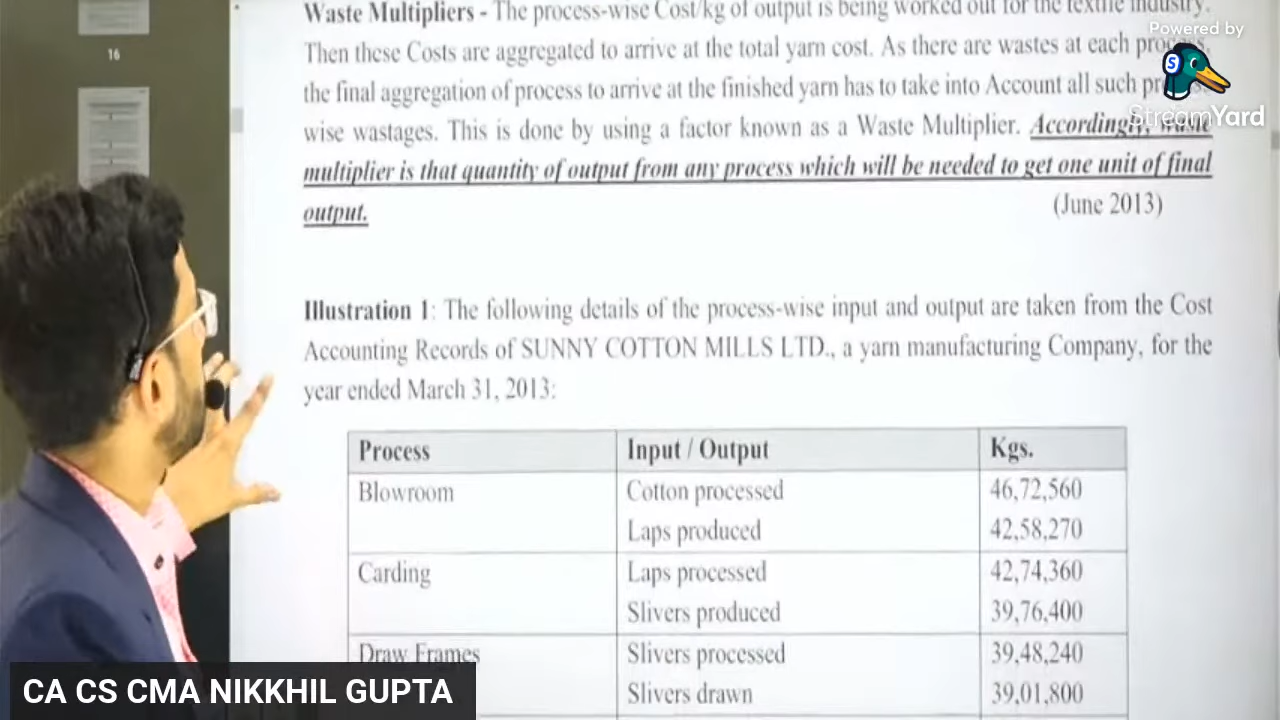 Waste Multipliers - The process-wise Cost/kg of output is being worked out for the textile industry.
Then these Costs are aggregated to arrive at the total yarn cost. As there are wastes at each process,
the final aggregation of process to arrive at the finished yarn has to take into Account all such
wise wastages. This is done by using a factor known as a Waste Multiplier. Accordingly, waste
multiplier is that quantity of output from any process which will be needed to get one unit of final
output.
(June 2013)
Illustration 1: The following details of the process-wise input and output are taken from the Cost
Accounting Records of SUNNY COTTON MILLS LTD., a yarn manufacturing Company, for the
year ended March 31, 2013:
Process Input / Output Kgs.
Blowroom Cotton processed 46,72,560
Laps produced 42,58,270
Carding Laps processed 42,74,360
Slivers produced 39,76,400
Draw Frames Slivers processed 39,48,240
Slivers drawn 39,01,800
16
Powered by
S
StreamYard
CA CS CMA NIKKHIL GUPTA